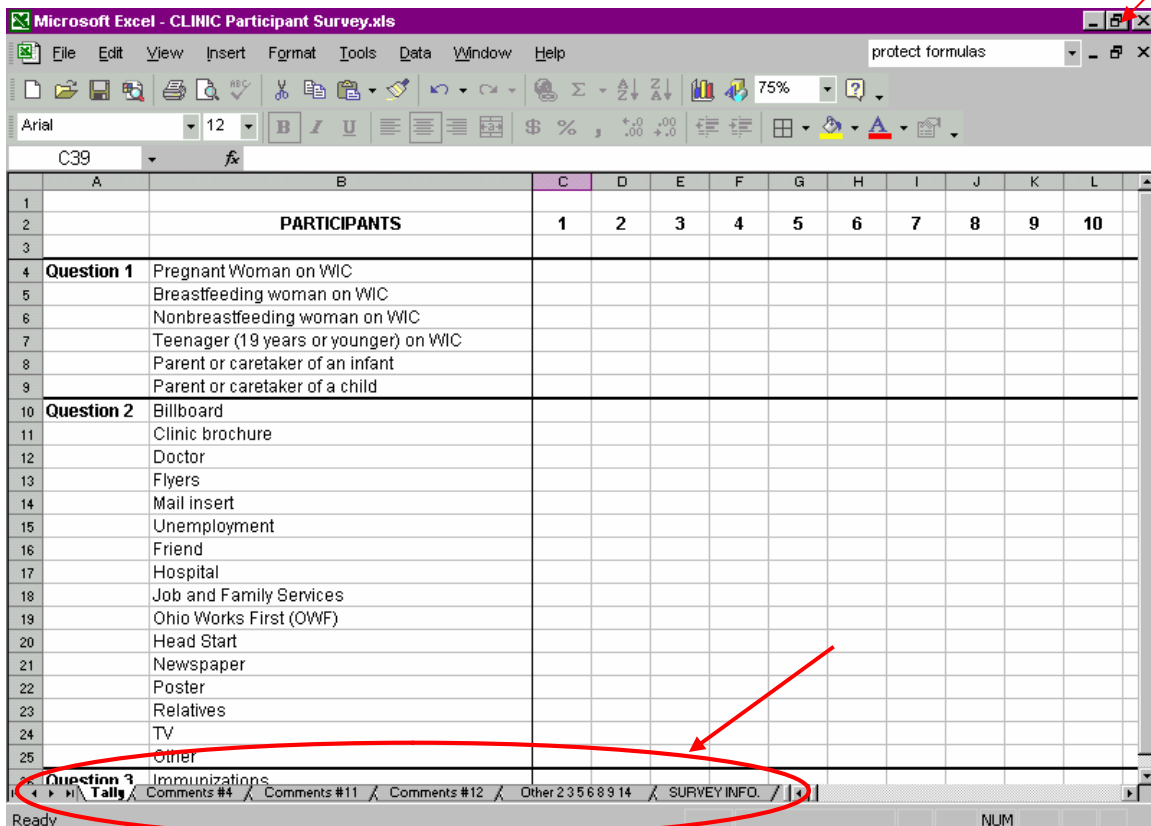 Microsoft Excel - CLINIC Participant Survey.xls
File Edit View Insert Format Tools Data Window Help protect formulas
ABC 75%
Arial 12 B I U $ % ,
C39 fx
A B C D E F G H I J K L
1
2 PARTICIPANTS 1 2 3 4 5 6 7 8 9 10
3
4 Question 1 Pregnant Woman on WIC
5 Breastfeeding woman on WIC
6 Nonbreastfeeding woman on WIC
7 Teenager (19 years or younger) on WIC
8 Parent or caretaker of an infant
9 Parent or caretaker of a child
10 Question 2 Billboard
11 Clinic brochure
12 Doctor
13 Flyers
14 Mail insert
15 Unemployment
16 Friend
17 Hospital
18 Job and Family Services
19 Ohio Works First (OWF)
20 Head Start
21 Newspaper
22 Poster
23 Relatives
24 TV
25 Other
26 Question 3 Immunizations
Tally Comments #4 Comments #11 Comments #12 Other 2 3 5 6 8 9 14 SURVEY INFO.
Ready NUM